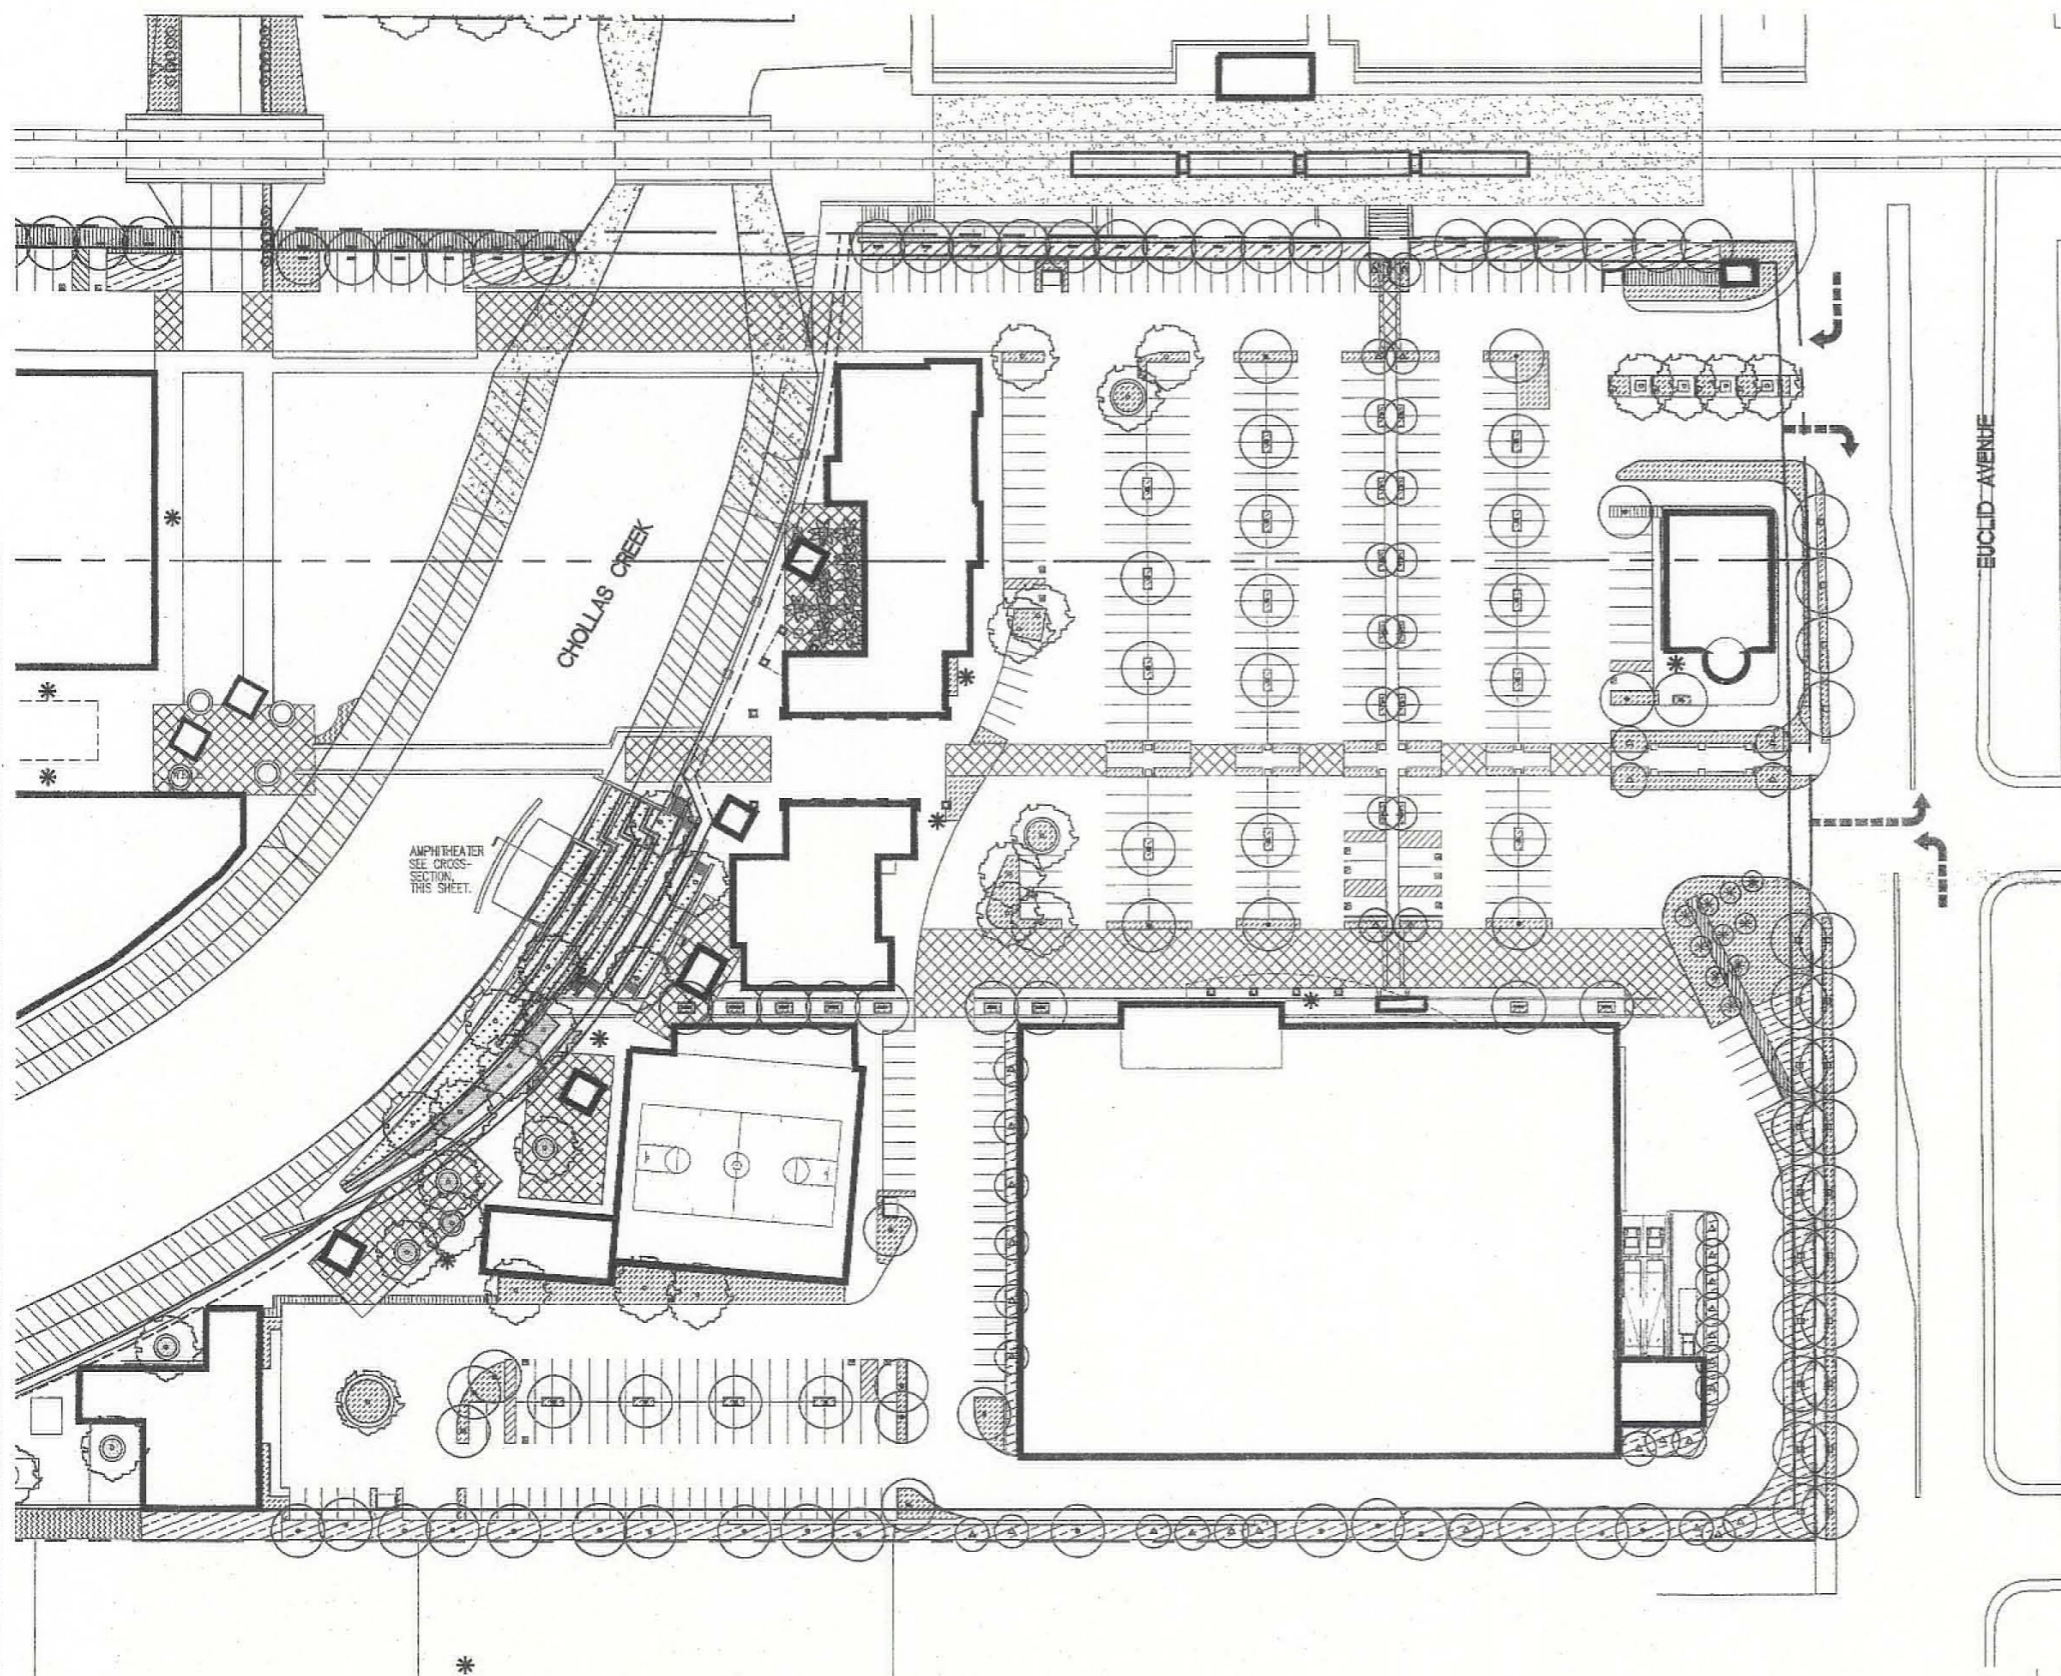 EUCLID AVENUE
CHOLLAS CREEK
AMPHITHEATER
SEE CROSS-
SECTION,
THIS SHEET.